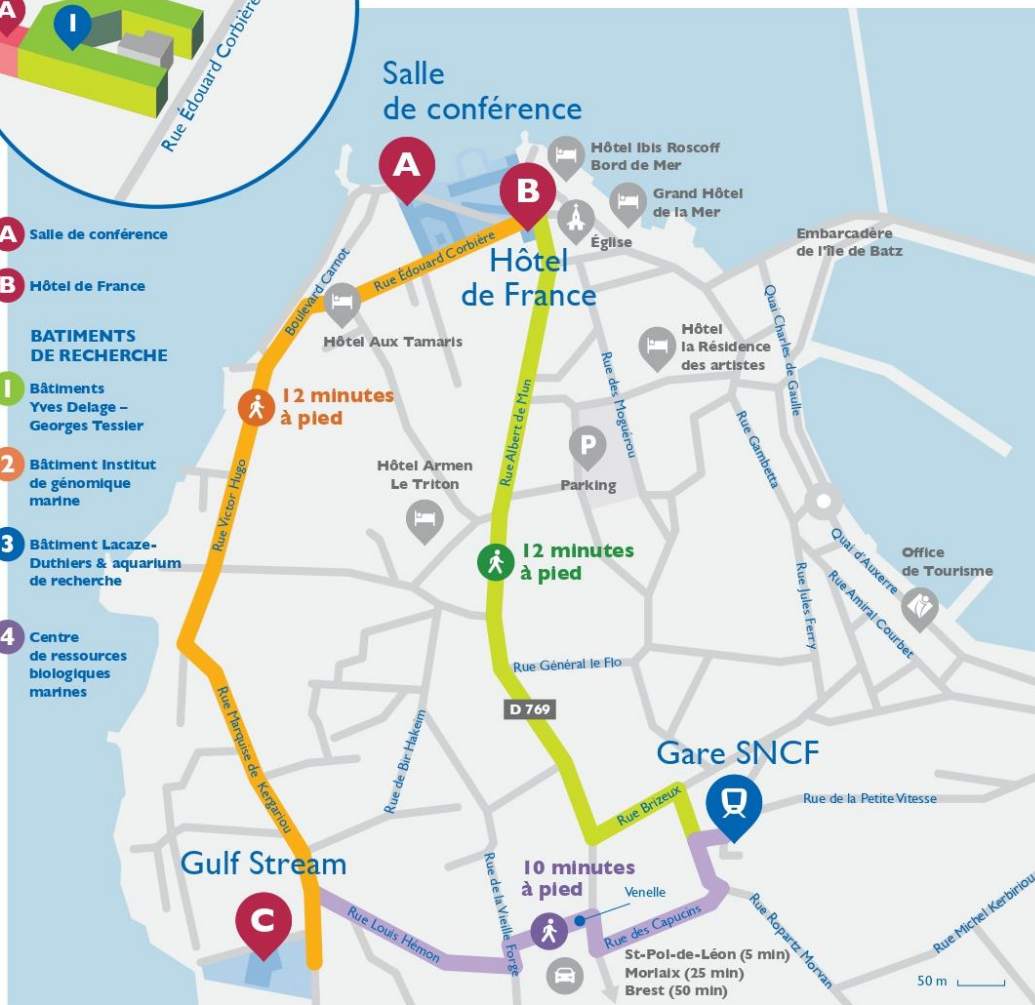 A
I
Rue Édouard Corbière
A Salle de conférence
B Hôtel de France
BATIMENTS
DE RECHERCHE
I Bâtiments
Yves Delage –
Georges Tessier
2 Bâtiment Institut
de génomique
marine
3 Bâtiment Lacaze-
Duthiers & aquarium
de recherche
4 Centre
de ressources
biologiques
marines
Salle
de conférence
A
B
Hôtel
de France
Hôtel Ibis Roscoff
Bord de Mer
Grand Hôtel
de la Mer
Église
Embarcadère
de l'île de Batz
Rue Édouard Corbière
Boulevard Carnot
Hôtel Aux Tamaris
Hôtel
la Résidence
des artistes
Quai Charles de Gaulle
Rue des Moguérou
Rue Albert de Mun
12 minutes
à pied
Rue Gambetta
P
Parking
Hôtel Armen
Le Triton
Rue Victor Hugo
12 minutes
à pied
Quai d'Auxerre
Rue Amiral Courbet
Rue Jules Ferry
Office
de Tourisme
Rue Général le Flo
D 769
Rue Marquise de Kergariou
Rue de Bir Hakeim
Gare SNCF
Rue Brizeux
Rue de la Petite Vitesse
Gulf Stream
C
10 minutes
à pied
Venelle
Rue Louis Hémon
Rue de la Vieille Forge
Rue des Capucins
Rue Ropartz Morvan
Rue Michel Kerbiriou
St-Pol-de-Léon (5 min)
Morlaix (25 min)
Brest (50 min)
50 m